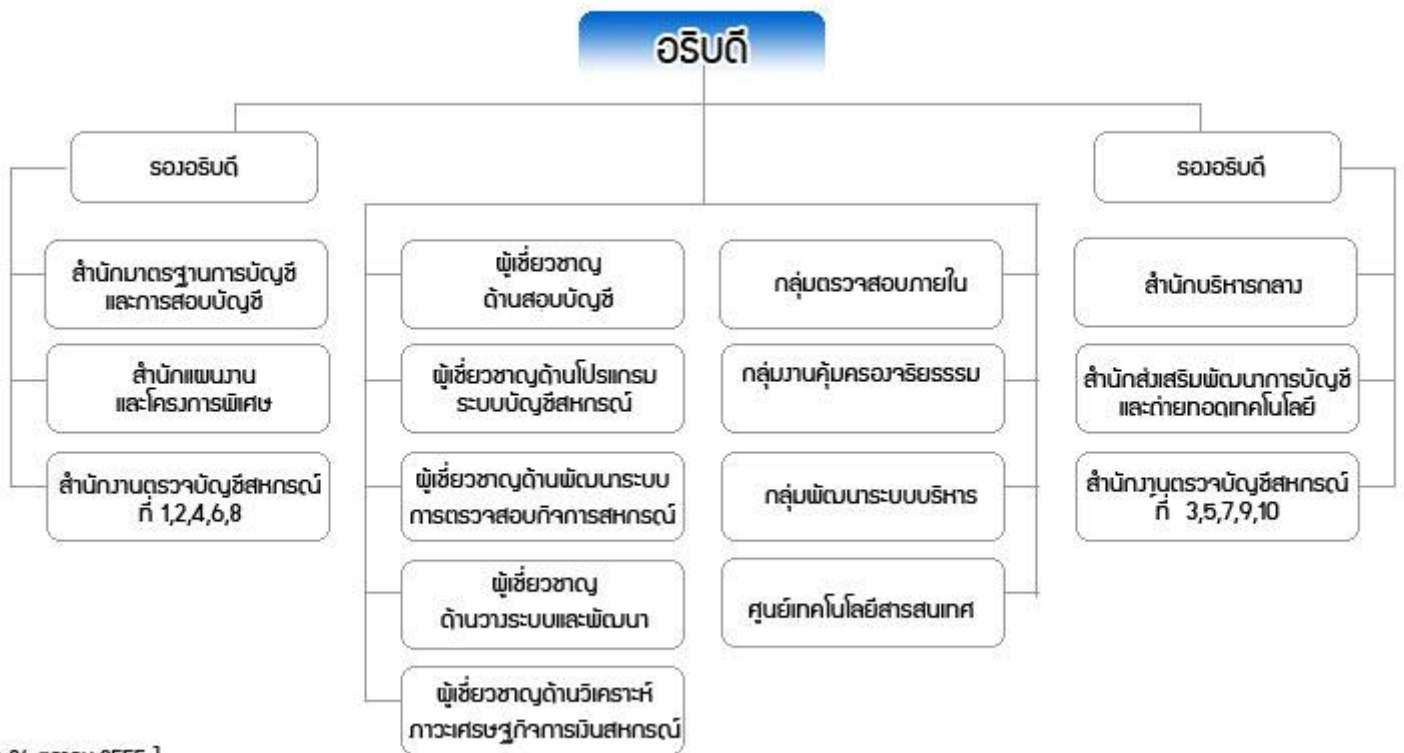 อธิบดี
รองอธิบดี
สำนักมาตรฐานการบัญชี
และการสอบบัญชี
สำนักแผนงาน
และโครงการพิเศษ
สำนักงานตรวจบัญชีสหกรณ์
ที่ 1,2,4,6,8
ผู้เชี่ยวชาญ
ด้านสอบบัญชี
ผู้เชี่ยวชาญด้านโปรแกรม
ระบบบัญชีสหกรณ์
ผู้เชี่ยวชาญด้านพัฒนาระบบ
การตรวจสอบกิจการสหกรณ์
ผู้เชี่ยวชาญ
ด้านวางระบบและพัฒนา
ผู้เชี่ยวชาญด้านวิเคราะห์
ภาวะเศรษฐกิจการเงินสหกรณ์
กลุ่มตรวจสอบภายใน
กลุ่มงานคุ้มครองจริยธรรม
กลุ่มพัฒนาระบบบริหาร
ศูนย์เทคโนโลยีสารสนเทศ
รองอธิบดี
สำนักบริหารกลาง
สำนักส่งเสริมพัฒนาการบัญชี
และถ่ายทอดเทคโนโลยี
สำนักงานตรวจบัญชีสหกรณ์
ที่ 3,5,7,9,10